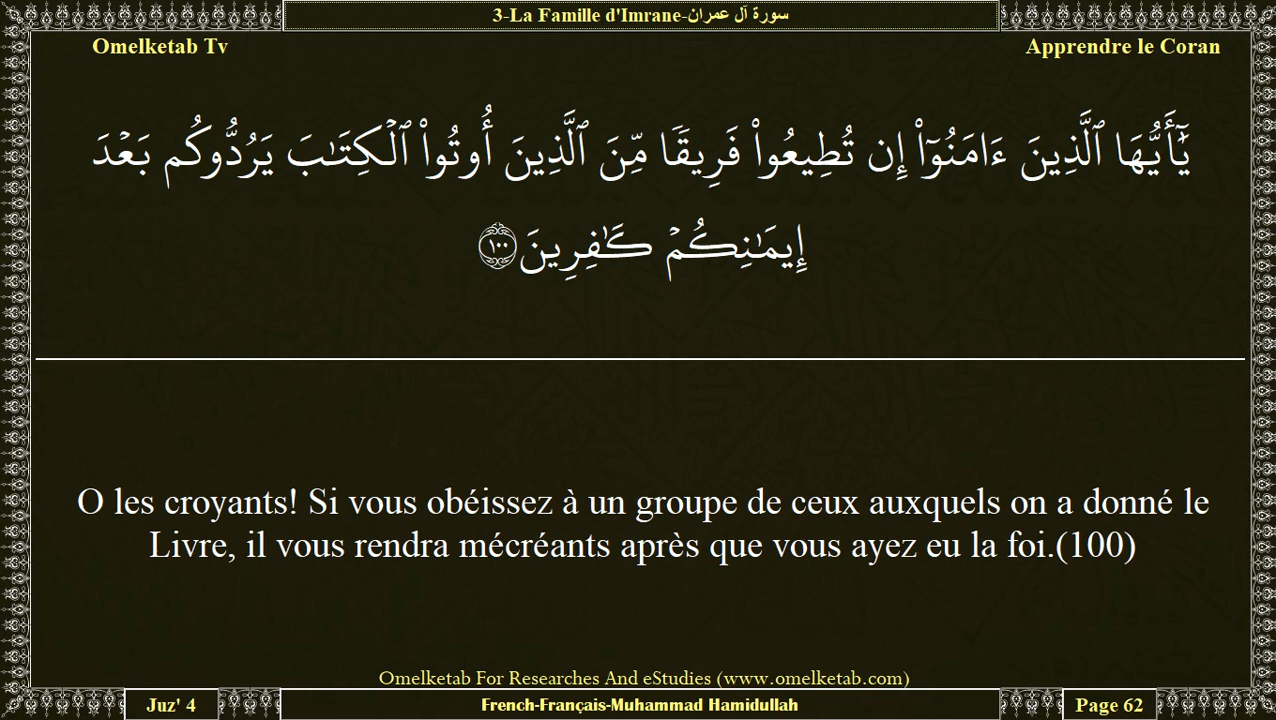 3-La Famille d'Imrane-سورة آل عمران
Omelketab Tv
Apprendre le Coran
يَٰٓأَيُّهَا ٱلَّذِينَ ءَامَنُوٓاْ إِن تُطِيعُواْ فَرِيقٗا مِّنَ ٱلَّذِينَ أُوتُواْ ٱلۡكِتَٰبَ يَرُدُّوكُم بَعۡدَ
إِيمَٰنِكُمۡ كَٰفِرِينَ ١٠٠
O les croyants! Si vous obéissez à un groupe de ceux auxquels on a donné le
Livre, il vous rendra mécréants après que vous ayez eu la foi.(100)
Omelketab For Researches And eStudies (www.omelketab.com)
Juz' 4
French-Français-Muhammad Hamidullah
Page 62